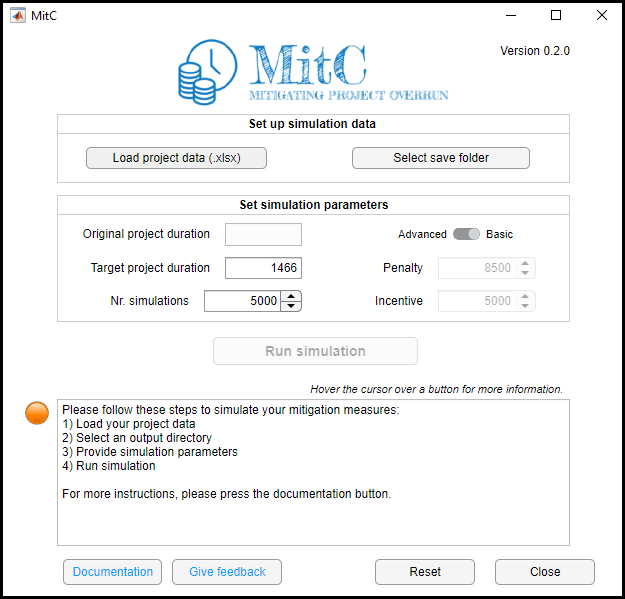 MitC
MitC
MITIGATING PROJECT OVERRUN
Version 0.2.0
Set up simulation data
Load project data (.xlsx)
Select save folder
Set simulation parameters
Original project duration
Advanced
Basic
Target project duration
1466
Penalty
8500
Nr. simulations
5000
Incentive
5000
Run simulation
Hover the cursor over a button for more information.
Please follow these steps to simulate your mitigation measures:
1) Load your project data
2) Select an output directory
3) Provide simulation parameters
4) Run simulation
For more instructions, please press the documentation button.
Documentation
Give feedback
Reset
Close